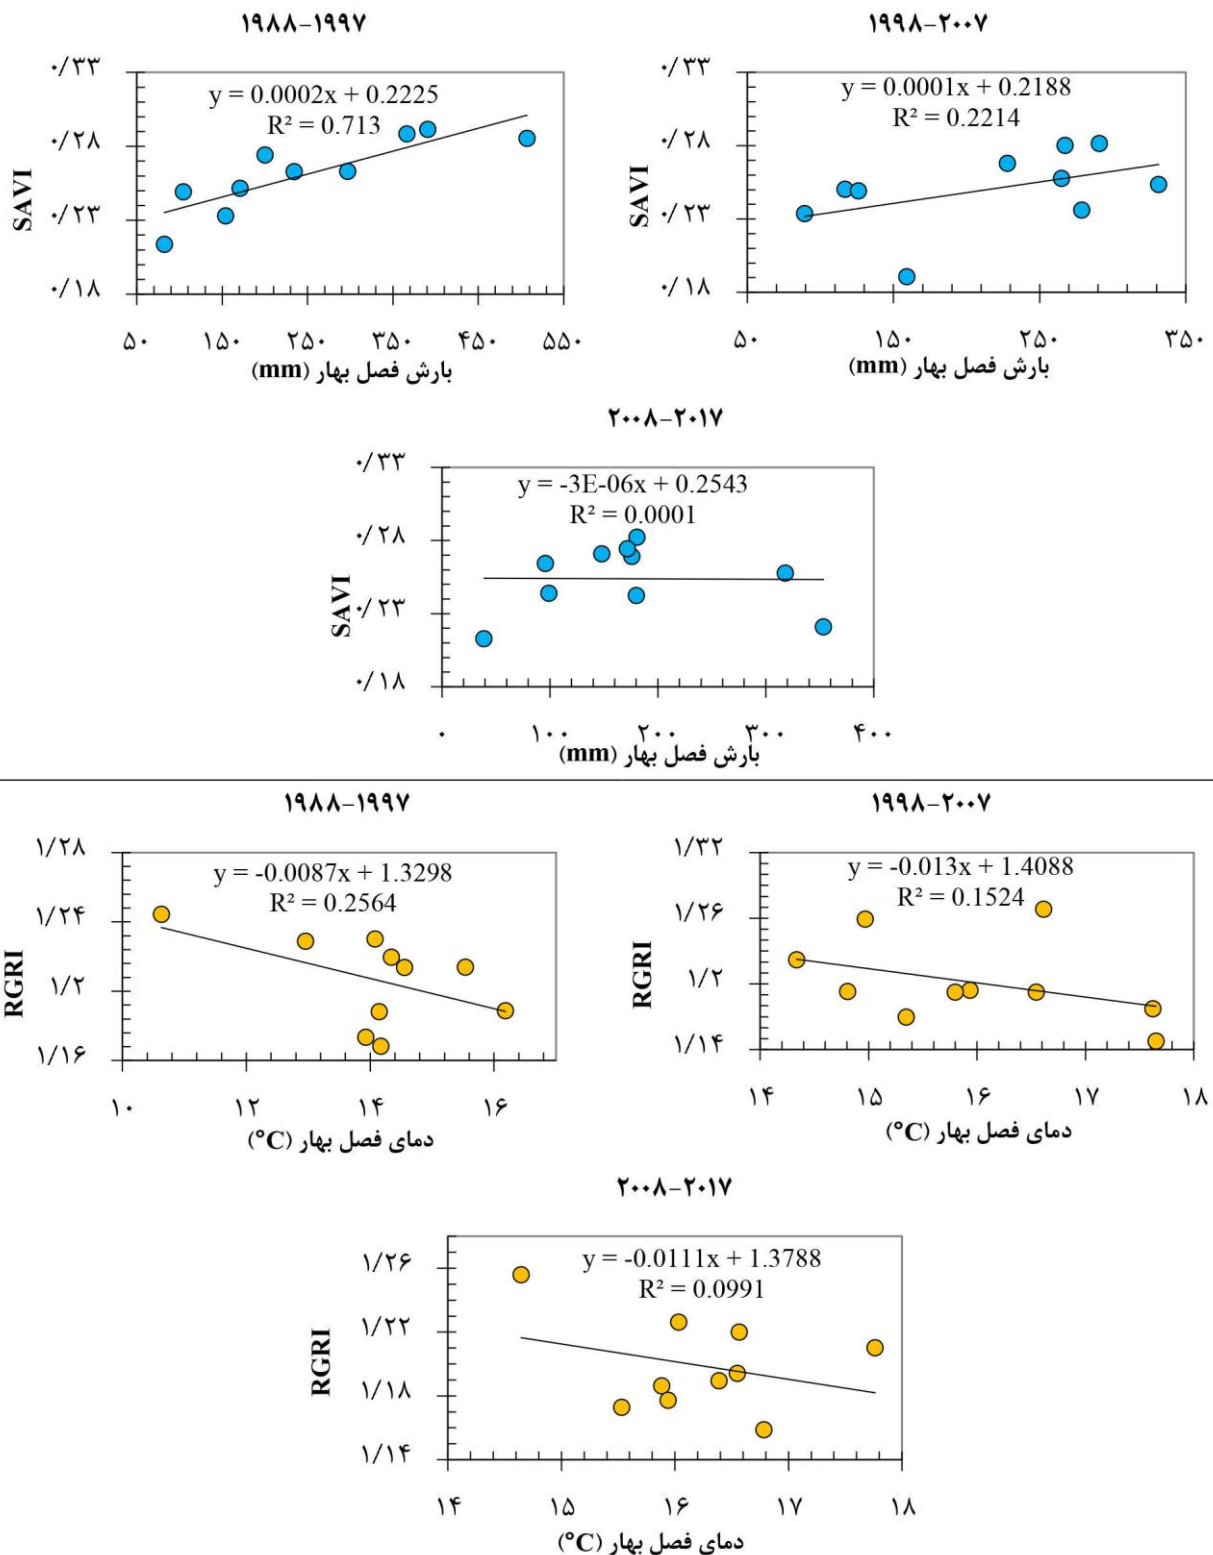 ۱۹۸۸-۱۹۹۷
۰/۳۳
۰/۲۸
۰/۲۳
۰/۱۸
SAVI
y = 0.0002x + 0.2225
R² = 0.713
۵۰ ۱۵۰ ۲۵۰ ۳۵۰ ۴۵۰ ۵۵۰
بارش فصل بهار (mm)
۱۹۹۸-۲۰۰۷
۰/۳۳
۰/۲۸
۰/۲۳
۰/۱۸
SAVI
y = 0.0001x + 0.2188
R² = 0.2214
۵۰ ۱۵۰ ۲۵۰ ۳۵۰
بارش فصل بهار (mm)
۲۰۰۸-۲۰۱۷
۰/۳۳
۰/۲۸
۰/۲۳
۰/۱۸
SAVI
y = -3E-06x + 0.2543
R² = 0.0001
۰ ۱۰۰ ۲۰۰ ۳۰۰ ۴۰۰
بارش فصل بهار (mm)
۱۹۸۸-۱۹۹۷
۱/۲۸
۱/۲۴
۱/۲
۱/۱۶
RGRI
y = -0.0087x + 1.3298
R² = 0.2564
۱۰ ۱۲ ۱۴ ۱۶
دمای فصل بهار (°C)
۱۹۹۸-۲۰۰۷
۱/۳۲
۱/۲۶
۱/۲
۱/۱۴
RGRI
y = -0.013x + 1.4088
R² = 0.1524
۱۴ ۱۵ ۱۶ ۱۷ ۱۸
دمای فصل بهار (°C)
۲۰۰۸-۲۰۱۷
۱/۲۶
۱/۲۲
۱/۱۸
۱/۱۴
RGRI
y = -0.0111x + 1.3788
R² = 0.0991
۱۴ ۱۵ ۱۶ ۱۷ ۱۸
دمای فصل بهار (°C)